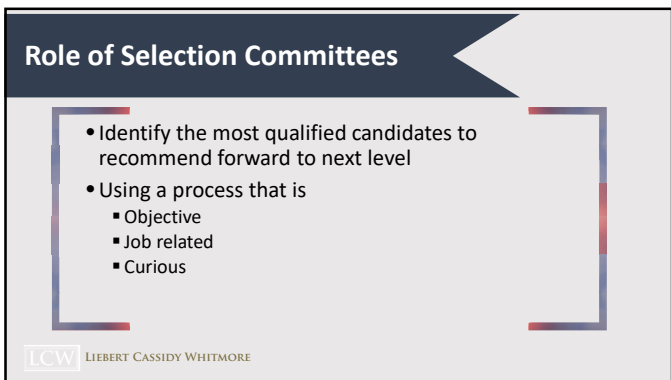 Role of Selection Committees
• Identify the most qualified candidates to
recommend forward to next level
• Using a process that is
▪ Objective
▪ Job related
▪ Curious
LCW LIEBERT CASSIDY WHITMORE